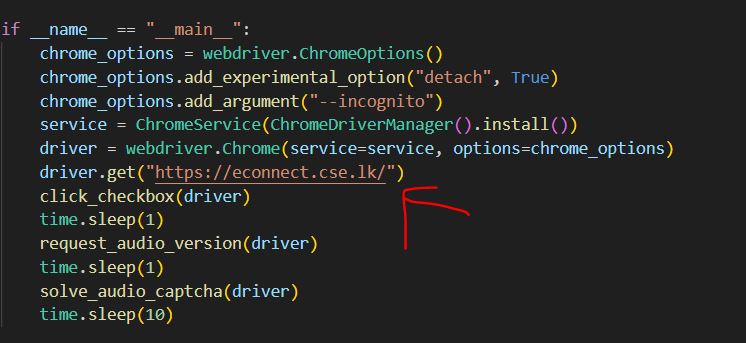 if __name__ == "__main__":
chrome_options = webdriver.ChromeOptions()
chrome_options.add_experimental_option("detach", True)
chrome_options.add_argument("--incognito")
service = ChromeService(ChromeDriverManager().install())
driver = webdriver.Chrome(service=service, options=chrome_options)
driver.get("https://econnect.cse.lk/")
click_checkbox(driver)
time.sleep(1)
request_audio_version(driver)
time.sleep(1)
solve_audio_captcha(driver)
time.sleep(10)